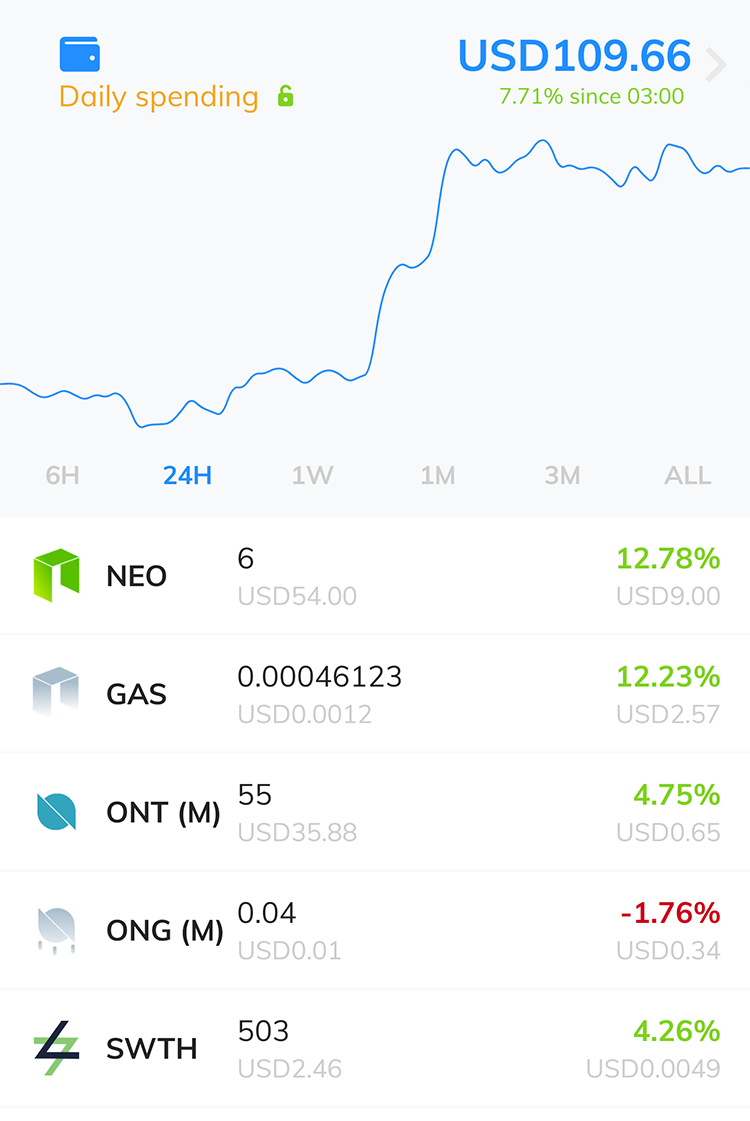 USD109.66
Daily spending
7.71% since 03:00
6H 24H 1W 1M 3M ALL
6 12.78%
NEO
USD54.00 USD9.00
0.00046123 12.23%
GAS
USD0.0012 USD2.57
55 4.75%
ONT (M)
USD35.88 USD0.65
0.04 -1.76%
ONG (M)
USD0.01 USD0.34
503 4.26%
SWTH
USD2.46 USD0.0049